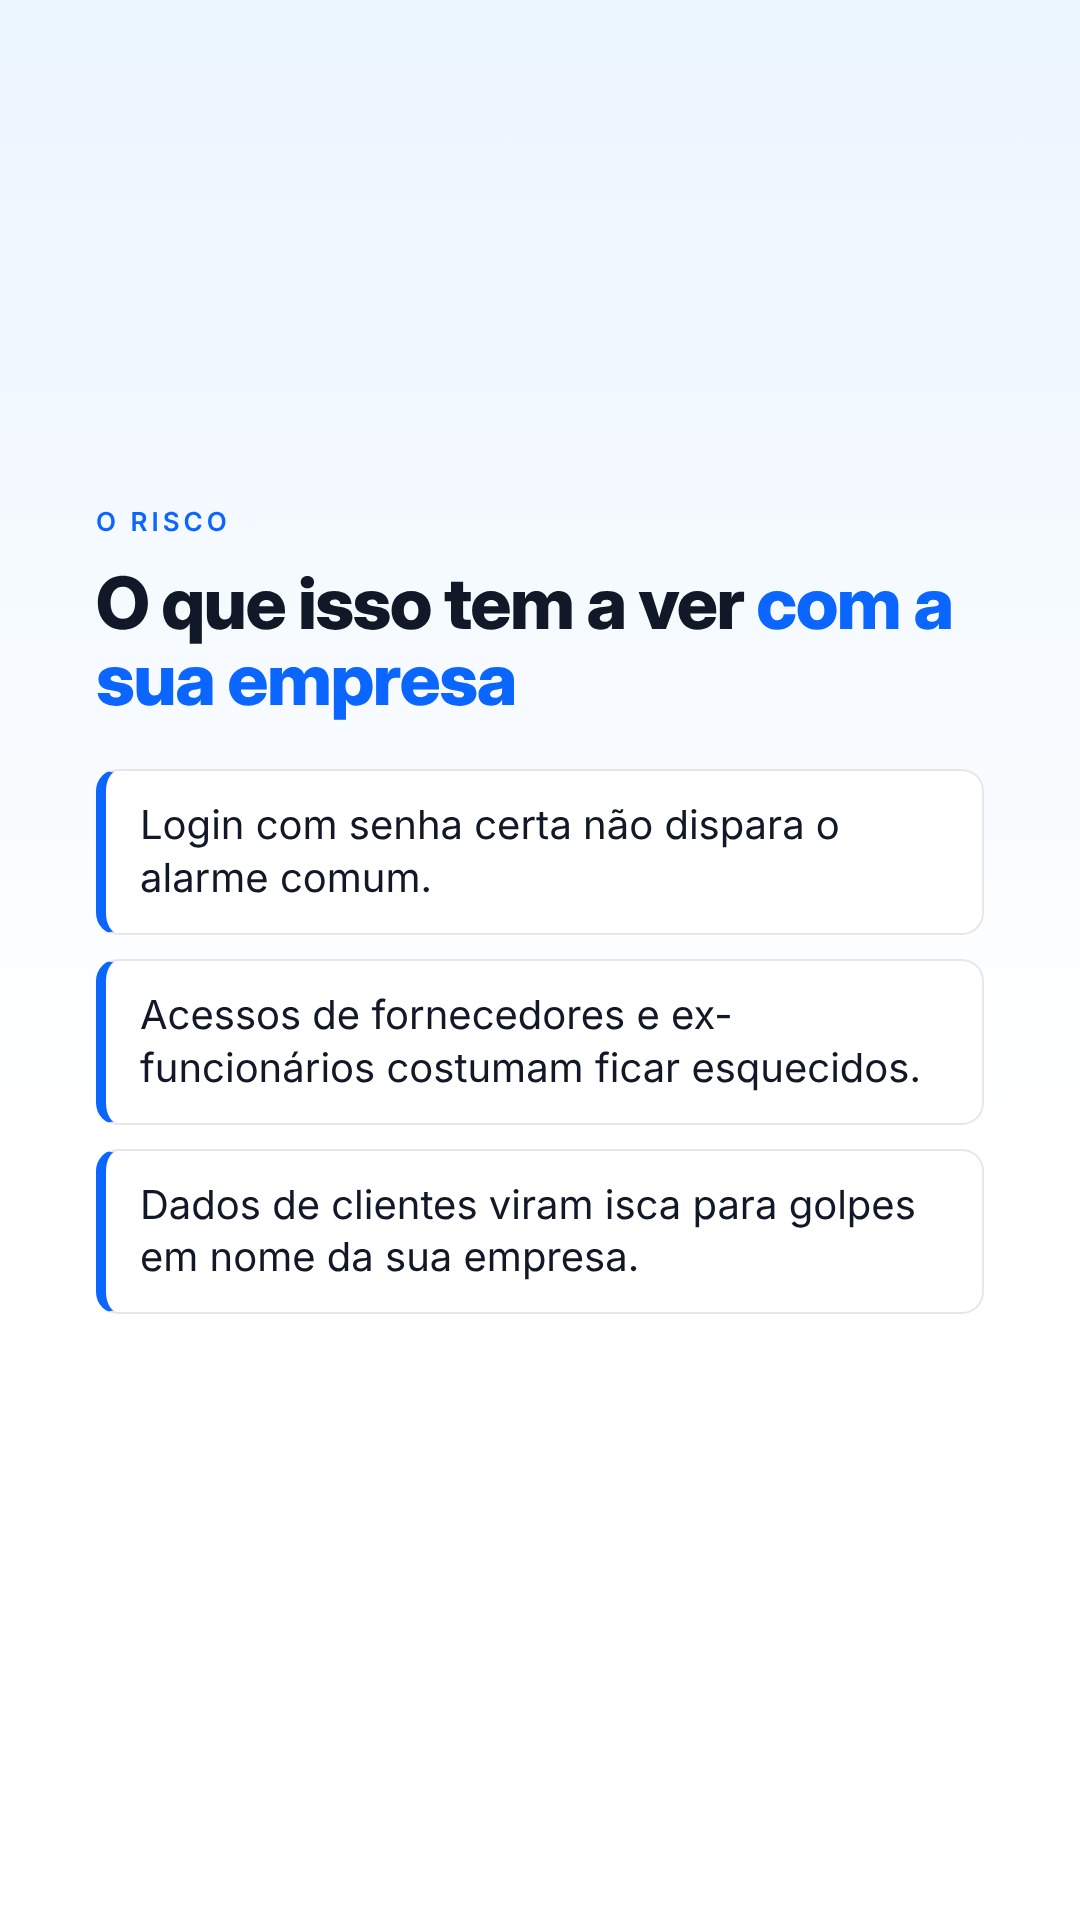 O RISCO
O que isso tem a ver com a
sua empresa
Login com senha certa não dispara o
alarme comum.
Acessos de fornecedores e ex-
funcionários costumam ficar esquecidos.
Dados de clientes viram isca para golpes
em nome da sua empresa.